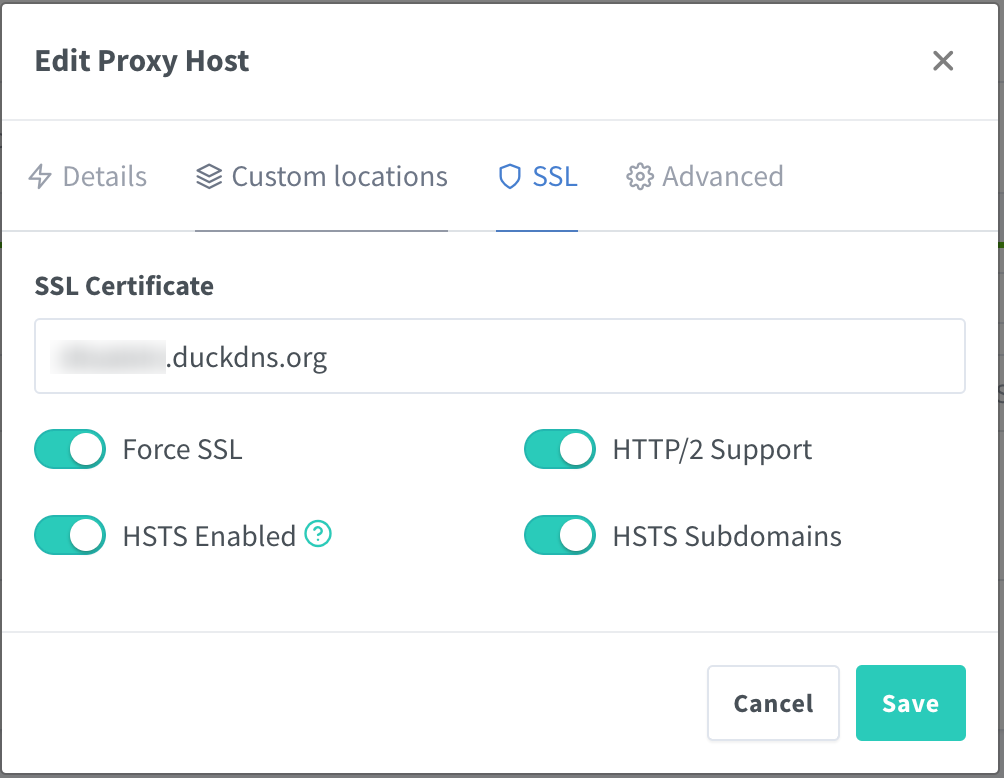 Edit Proxy Host
Details Custom locations SSL Advanced
SSL Certificate
.duckdns.org
Force SSL HTTP/2 Support
HSTS Enabled HSTS Subdomains
Cancel Save